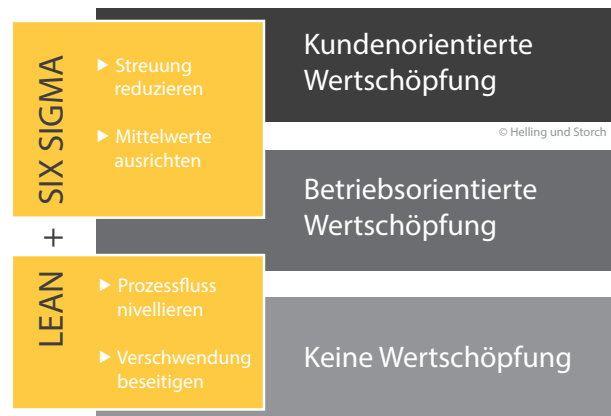 SIX SIGMA
▶ Streuung
reduzieren
▶ Mittelwerte
ausrichten
Kundenorientierte
Wertschöpfung
© Helling und Storch
Betriebsorientierte
Wertschöpfung
+
LEAN
▶ Prozessfluss
nivellieren
▶ Verschwendung
beseitigen
Keine Wertschöpfung